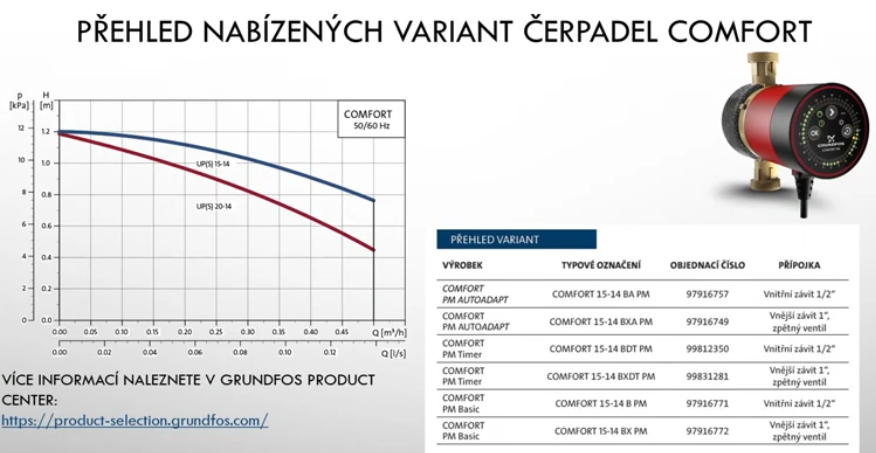 PŘEHLED NABÍZENÝCH VARIANT ČERPADEL COMFORT
p H
[kPa] [m]
COMFORT
50/60 Hz
12 1.2
10 1.0
8 0.8
6 0.6
4 0.4
2 0.2
0 0.0
UP(S) 15-14
UP(S) 20-14
0.00 0.05 0.10 0.15 0.20 0.25 0.30 0.35 0.40 0.45 Q [m³/h]
0.00 0.02 0.04 0.06 0.08 0.10 0.12 Q [l/s]
VÍCE INFORMACÍ NALEZNETE V GRUNDFOS PRODUCT
CENTER:
https://product-selection.grundfos.com/
OK
GRUNDFOS
PŘEHLED VARIANT
VÝROBEK TYPOVÉ OZNAČENÍ OBJEDNACÍ ČÍSLO PŘÍPOJKA
COMFORT
PM AUTOADAPT COMFORT 15-14 BA PM 97916757 Vnitřní závit 1/2"
COMFORT
PM AUTOADAPT COMFORT 15-14 BXA PM 97916749 Vnější závit 1",
zpětný ventil
COMFORT
PM Timer COMFORT 15-14 BDT PM 99812350 Vnitřní závit 1/2"
COMFORT
PM Timer COMFORT 15-14 BXDT PM 99831281 Vnější závit 1",
zpětný ventil
COMFORT
PM Basic COMFORT 15-14 B PM 97916771 Vnitřní závit 1/2"
COMFORT
PM Basic COMFORT 15-14 BX PM 97916772 Vnější závit 1",
zpětný ventil